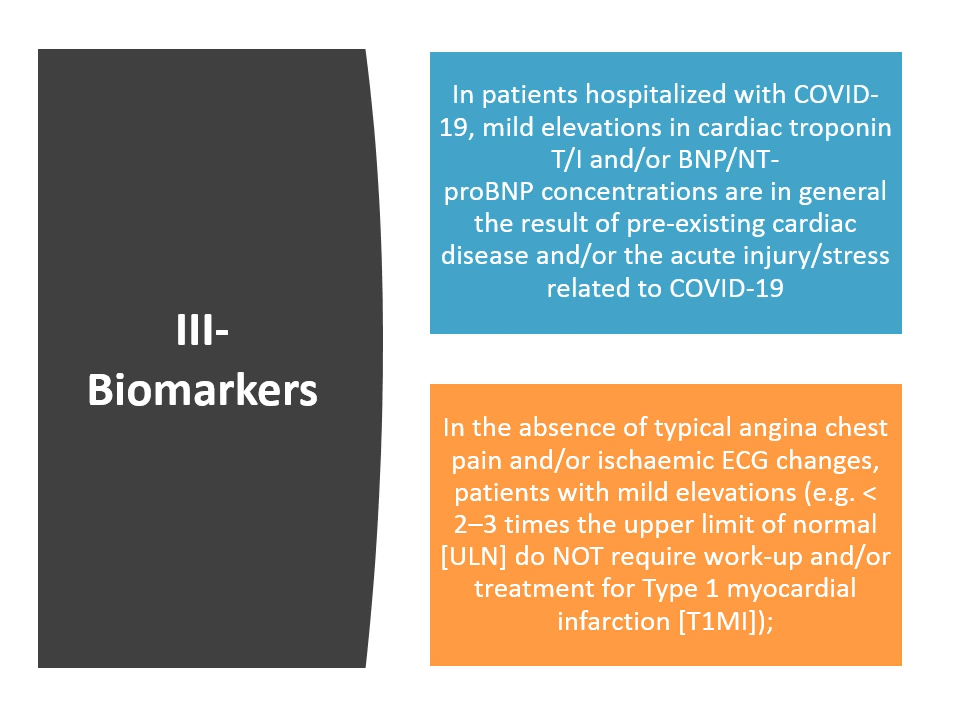 III-
Biomarkers
In patients hospitalized with COVID-
19, mild elevations in cardiac troponin
T/I and/or BNP/NT-
proBNP concentrations are in general
the result of pre-existing cardiac
disease and/or the acute injury/stress
related to COVID-19
In the absence of typical angina chest
pain and/or ischaemic ECG changes,
patients with mild elevations (e.g. <
2–3 times the upper limit of normal
[ULN] do NOT require work-up and/or
treatment for Type 1 myocardial
infarction [T1MI]);